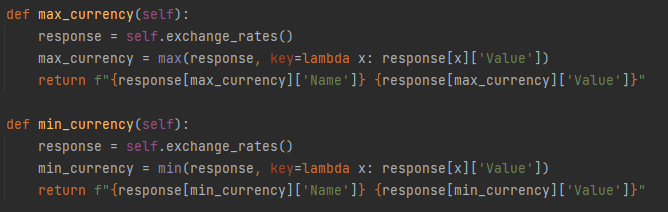 def max_currency(self):
    response = self.exchange_rates()
    max_currency = max(response, key=lambda x: response[x]['Value'])
    return f"{response[max_currency]['Name']} {response[max_currency]['Value']}"

def min_currency(self):
    response = self.exchange_rates()
    min_currency = min(response, key=lambda x: response[x]['Value'])
    return f"{response[min_currency]['Name']} {response[min_currency]['Value']}"